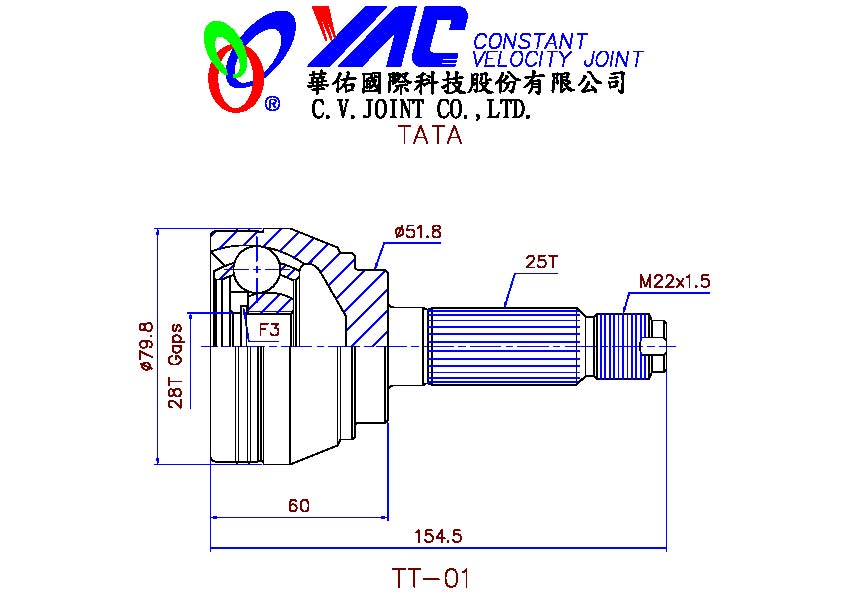 YAC CONSTANT
VELOCITY JOINT
®
華佑國際科技股份有限公司
C.V.JOINT CO.,LTD.
TATA
ø51.8
25T
M22x1.5
F3
ø79.8
28T Gaps
60
154.5
TT-01